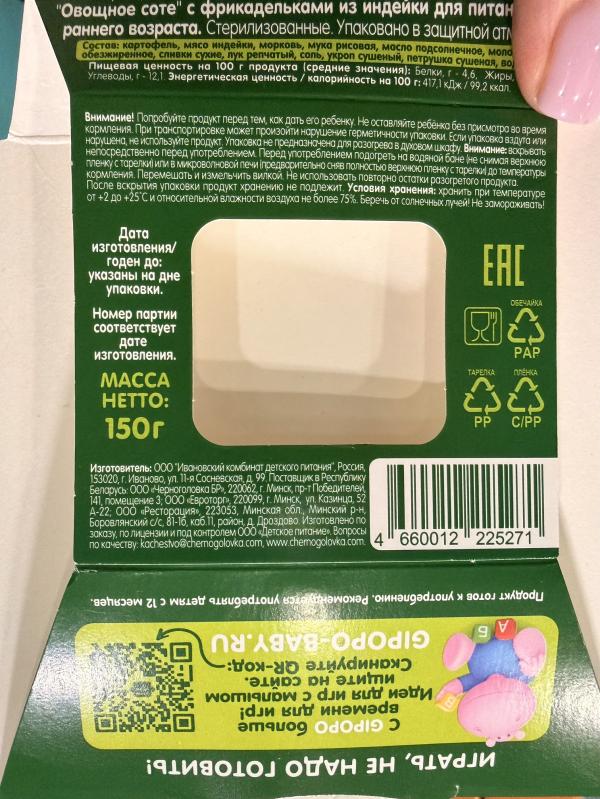 "Овощное соте" с фрикадельками из индейки для питан
раннего возраста. Стерилизованные. Упаковано в защитной атм
Состав: картофель, мясо индейки, морковь, мука рисовая, масло подсолнечное, моло
обезжиренное, сливки сухие, лук репчатый, соль, укроп сушеный, петрушка сушеная, во
Пищевая ценность на 100 г продукта (средние значения): Белки, г - 4,6, Жиры,
Углеводы, г - 12,1. Энергетическая ценность / калорийность на 100 г: 417,1 кДж / 99,2 ккал.
Внимание! Попробуйте продукт перед тем, как дать его ребенку. Не оставляйте ребенка без присмотра во время
кормления. При транспортировке может произойти нарушение герметичности упаковки. Если упаковка вздута или
нарушена, не используйте продукт. Упаковка не предназначена для разогрева в духовом шкафу. Внимание: вскрывать
непосредственно перед употреблением. Перед употреблением подогреть на водяной бане (не снимая верхнюю
пленку с тарелки) или в микроволновой печи (предварительно сняв полностью верхнюю пленку с тарелки) до температуры
кормления. Перемешать и измельчить вилкой. Не использовать повторно остатки разогретого продукта.
После вскрытия упаковки продукт хранению не подлежит. Условия хранения: хранить при температуре
от +2 до +25°С и относительной влажности воздуха не более 75%. Беречь от солнечных лучей! Не замораживать!
Дата
изготовления/
годен до:
указаны на дне
упаковки.
Номер партии
соответствует
дате
изготовления.
МАССА
НЕТТО:
150г
ЕАС
ОБЕЧАЙКА
PAP
ТАРЕЛКА
ПЛЁНКА
PP
C/PP
Изготовитель: ООО "Ивановский комбинат детского питания", Россия,
153020, г. Иваново, ул. 11-я Сосневская, д. 99. Поставщик в Республику
Беларусь: ООО «Черноголовка БР», 220062, г. Минск, пр-т Победителей,
141, помещение 3; ООО «Евроторг», 220099, г. Минск, ул. Казинца, 52
А-22; ООО «Ресторация», 223053, Минская обл., Минский р-н,
Боровлянский с/с, 81-16, каб.11, район, д. Дроздово. Изготовлено по
заказу, по лицензии и под контролем ООО «Детское питание». Вопросы
по качеству: kachestvo@chernogolovka.com, www.chernogolovka.com
4 660012 225271
ИГРАТЬ, НЕ НАДО ГОТОВИТЬ!
С GIPOPO больше
времени для игр!
Идеи для игр с малышом
ищите на сайте.
Сканируйте QR-код:
GIPOPO-BABY.RU
А
Б
В
Продукт готов к употреблению. Рекомендуется употреблять детям с 12 месяцев.